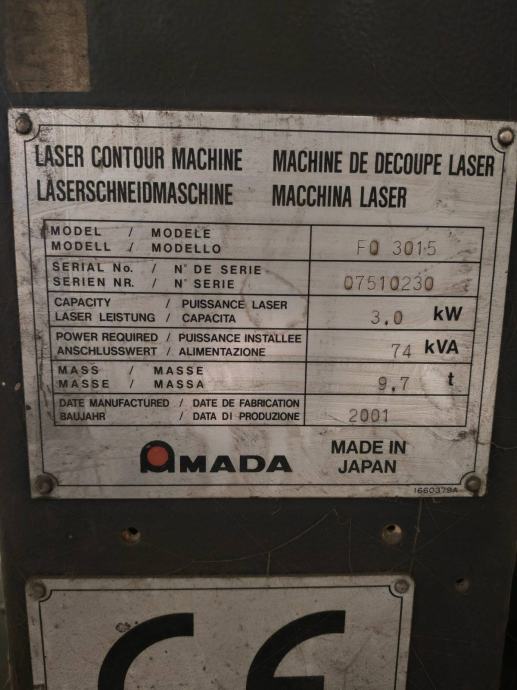 LASER CONTOUR MACHINE MACHINE DE DECOUPE LASER
LASERSCHNEIDMASCHINE MACCHINA LASER
MODEL / MODELE
MODELL / MODELLO FO 3015
SERIAL No. / N° DE SERIE
SERIEN NR. / N° SERIE 07510230
CAPACITY / PUISSANCE LASER
LASER LEISTUNG / CAPACITA 3.0 kW
POWER REQUIRED / PUISSANCE INSTALLEE
ANSCHLUSSWERT / ALIMENTAZIONE 74 kVA
MASS / MASSE
MASSE / MASSA 9.7 t
DATE MANUFACTURED / DATE DE FABRICATION
BAUJAHR / DATA DI PRODUZIONE 2001
AMADA MADE IN
JAPAN
1660379A
CE